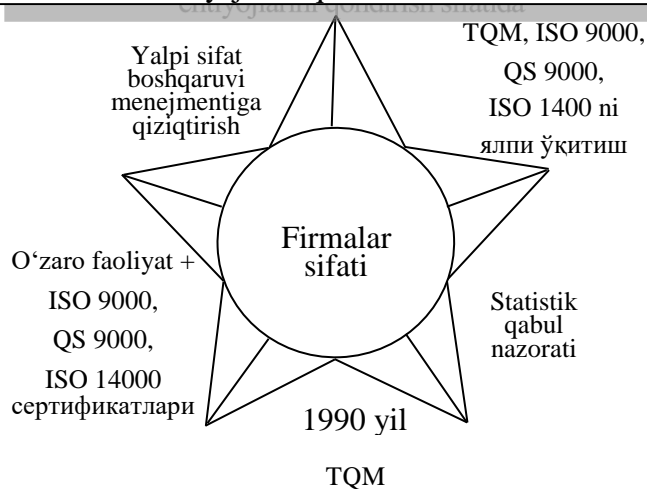 TQM, ISO 9000,
QS 9000,
ISO 1400 ni
ялпи ўқитиш
Yalpi sifat
boshqaruvi
menejmentiga
qiziqtirish
Firmalar
sifati
O‘zaro faoliyat +
ISO 9000,
QS 9000,
ISO 14000
сертификатлари
Statistik
qabul
nazorati
1990 yil
TQM